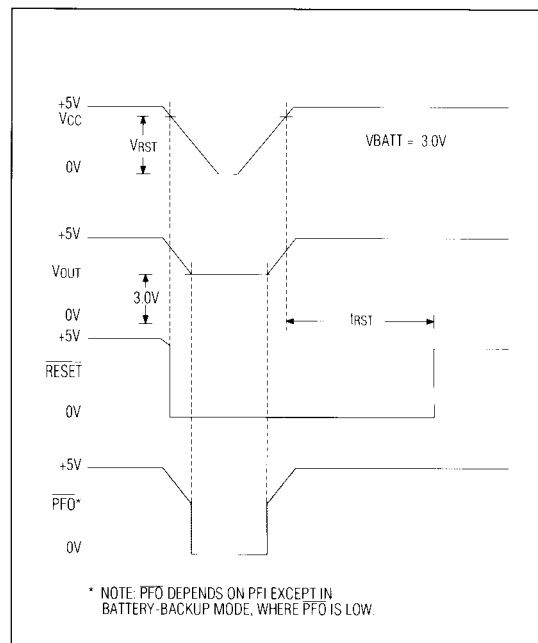 +5V
VCC
VRST
0V
VBATT = 3.0V
+5V
VOUT
3.0V
0V
tRST
+5V
RESET
0V
+5V
PFO*
0V
* NOTE: PFO DEPENDS ON PFI EXCEPT IN
BATTERY-BACKUP MODE, WHERE PFO IS LOW.